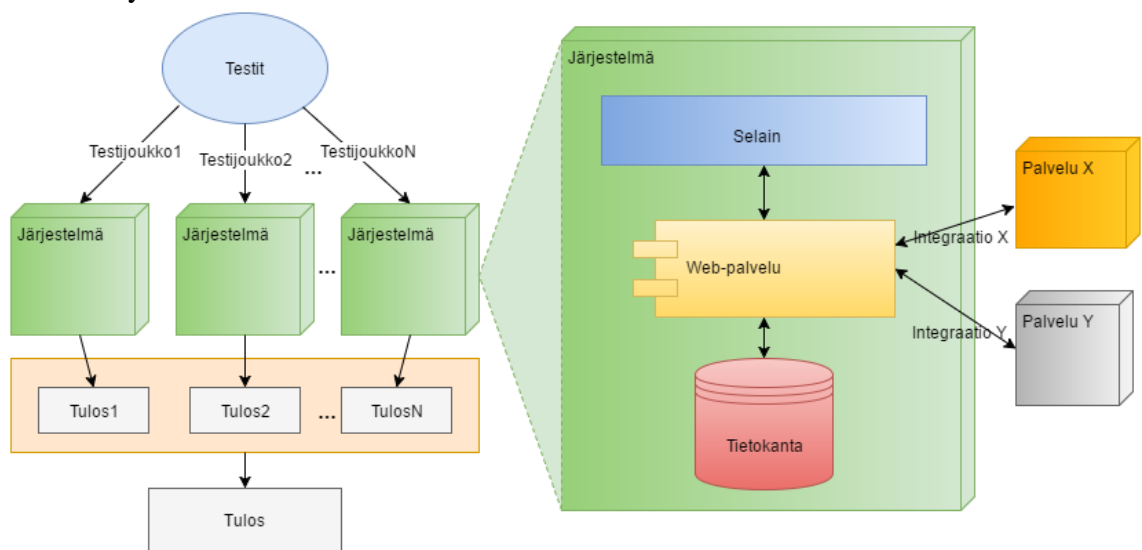 Testit
Testijoukko1
Testijoukko2
TestijoukkoN
...
Järjestelmä
Järjestelmä
...
Järjestelmä
Tulos1
Tulos2
...
TulosN
Tulos
Järjestelmä
Selain
Web-palvelu
Tietokanta
Integraatio X
Integraatio Y
Palvelu X
Palvelu Y